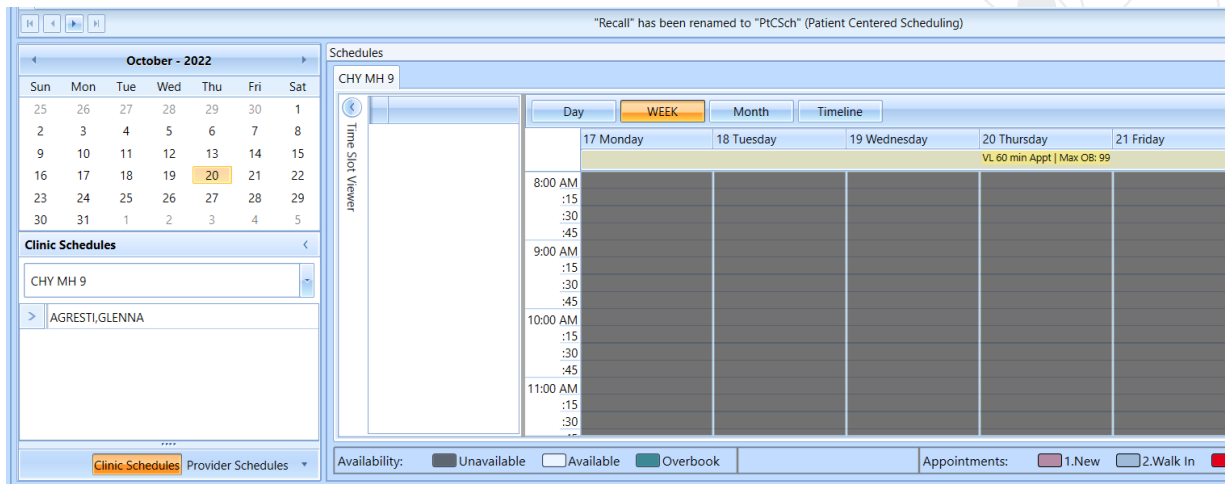 "Recall" has been renamed to "PtCSch" (Patient Centered Scheduling)
October - 2022
Sun Mon Tue Wed Thu Fri Sat
25 26 27 28 29 30 1
2 3 4 5 6 7 8
9 10 11 12 13 14 15
16 17 18 19 20 21 22
23 24 25 26 27 28 29
30 31 1 2 3 4 5
Clinic Schedules
CHY MH 9
AGRESTI,GLENNA
Clinic Schedules Provider Schedules
Schedules
CHY MH 9
Time Slot Viewer
Day WEEK Month Timeline
17 Monday 18 Tuesday 19 Wednesday 20 Thursday 21 Friday
VL 60 min Appt | Max OB: 99
8:00 AM
:15
:30
:45
9:00 AM
:15
:30
:45
10:00 AM
:15
:30
:45
11:00 AM
:15
:30
:45
Availability: Unavailable Available Overbook Appointments: 1.New 2.Walk In